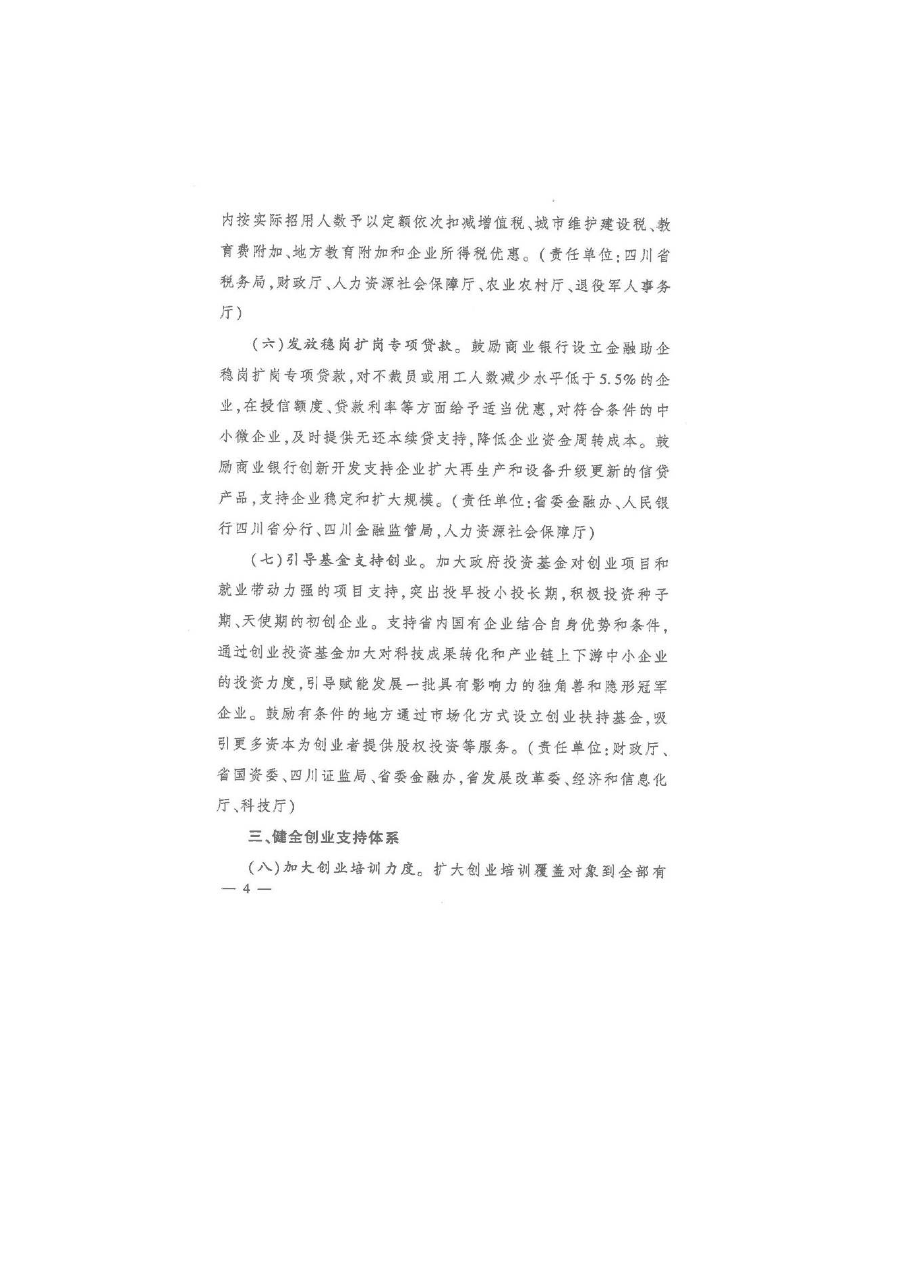 内按实际招用人数予以定额依次扣减增值税、城市维护建设税、教
育费附加、地方教育附加和企业所得税优惠。(责任单位:四川省
税务局,财政厅、人力资源社会保障厅、农业农村厅、退役军人事务
厅)
(六)发放稳岗扩岗专项贷款。鼓励商业银行设立金融助企
稳岗扩岗专项贷款,对不裁员或用工人数减少水平低于5.5%的企
业,在授信额度、贷款利率等方面给予适当优惠,对符合条件的中
小微企业,及时提供无还本续贷支持,降低企业资金周转成本。鼓
励商业银行创新开发支持企业扩大再生产和设备升级更新的信贷
产品,支持企业稳定和扩大规模。(责任单位:省委金融办、人民银
行四川省分行、四川金融监管局,人力资源社会保障厅)
(七)引导基金支持创业。加大政府投资基金对创业项目和
就业带动力强的项目支持,突出投早投小投长期,积极投资种子
期、天使期的初创企业。支持省内国有企业结合自身优势和条件,
通过创业投资基金加大对科技成果转化和产业链上下游中小企业
的投资力度,引导赋能发展一批具有影响力的独角兽和隐形冠军
企业。鼓励有条件的地方通过市场化方式设立创业扶持基金,吸
引更多资本为创业者提供股权投资等服务。(责任单位:财政厅、
省国资委、四川证监局、省委金融办,省发展改革委、经济和信息化
厅、科技厅)
三、健全创业支持体系
(八)加大创业培训力度。扩大创业培训覆盖对象到全部有
— 4 —